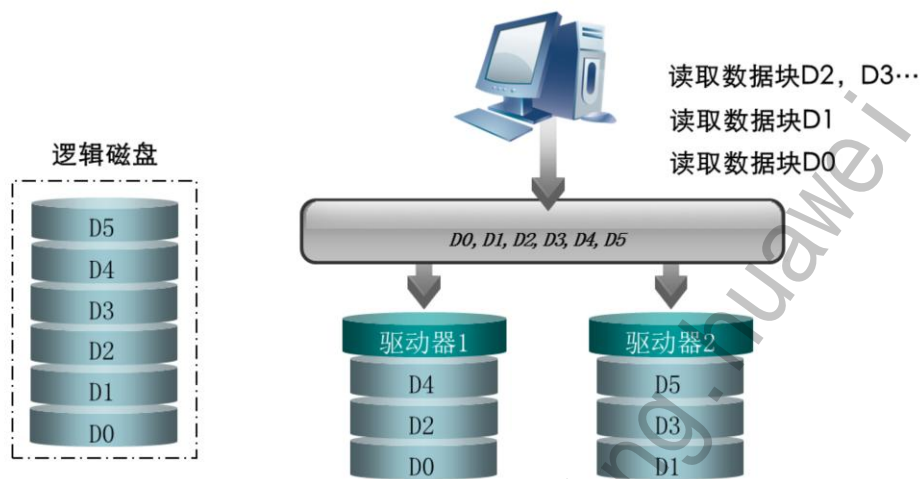 读取数据块D2，D3…
读取数据块D1
读取数据块D0
逻辑磁盘
D5
D4
D3
D2
D1
D0
D0, D1, D2, D3, D4, D5
驱动器1
D4
D2
D0
驱动器2
D5
D3
D1
ng.huawei